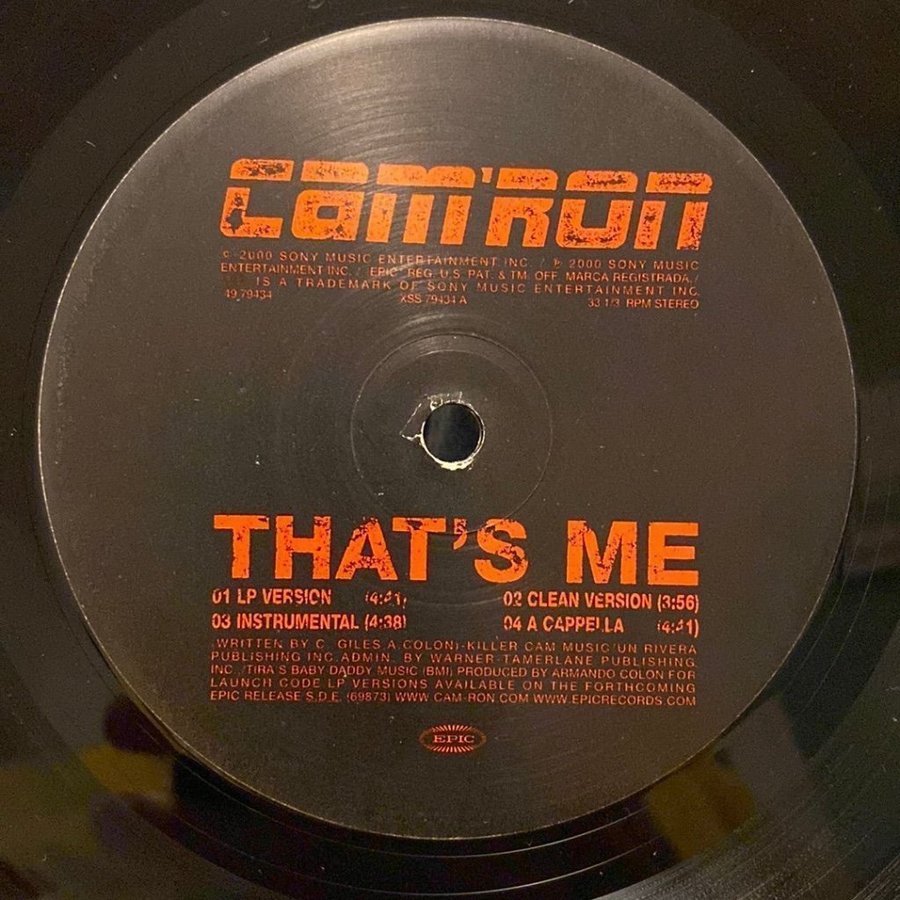 CAM'RON
© 2000 SONY MUSIC ENTERTAINMENT INC. / ℗ 2000 SONY MUSIC
ENTERTAINMENT INC. / "EPIC" REG. U.S. PAT. & TM. OFF. MARCA REGISTRADA. /
IS A TRADEMARK OF SONY MUSIC ENTERTAINMENT INC.
49 79434 XSS 79434 A 33 1/3 RPM STEREO
THAT'S ME
01 LP VERSION (4:41) 02 CLEAN VERSION (3:56)
03 INSTRUMENTAL (4:38) 04 A CAPPELLA (4:41)
(WRITTEN BY C. GILES A. COLON)-KILLER CAM MUSIC/UN RIVERA
PUBLISHING INC. ADMIN. BY WARNER-TAMERLANE PUBLISHING
INC./TIRA'S BABY DADDY MUSIC (BMI) PRODUCED BY ARMANDO COLON FOR
LAUNCH CODE LP VERSIONS AVAILABLE ON THE FORTHCOMING
EPIC RELEASE S.D.E. (69873) WWW.CAM-RON.COM WWW.EPICRECORDS.COM
EPIC